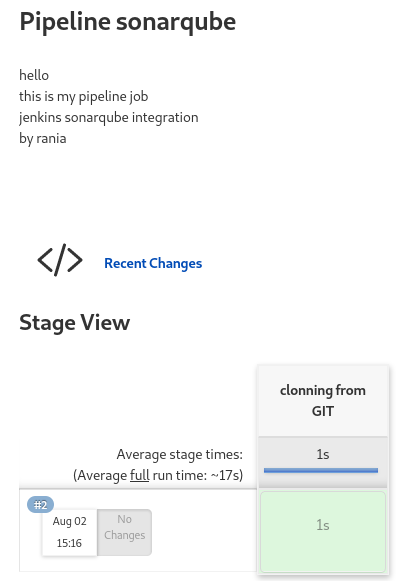 Pipeline sonarqube
hello
this is my pipeline job
jenkins sonarqube integration
by rania
</> Recent Changes
Stage View
clonning from
GIT
Average stage times:
1s
(Average full run time: ~17s)
#2
Aug 02
15:16
No
Changes
1s